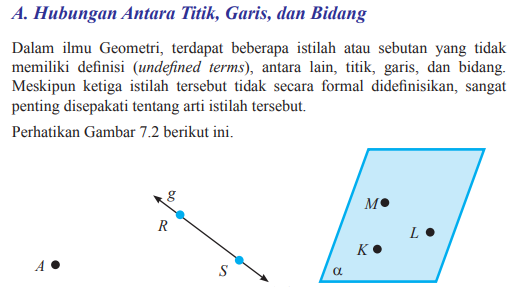 A. Hubungan Antara Titik, Garis, dan Bidang
Dalam ilmu Geometri, terdapat beberapa istilah atau sebutan yang tidak
memiliki definisi (undefined terms), antara lain, titik, garis, dan bidang.
Meskipun ketiga istilah tersebut tidak secara formal didefinisikan, sangat
penting disepakati tentang arti istilah tersebut.
Perhatikan Gambar 7.2 berikut ini.
g
R
S
A
M
L
K
α